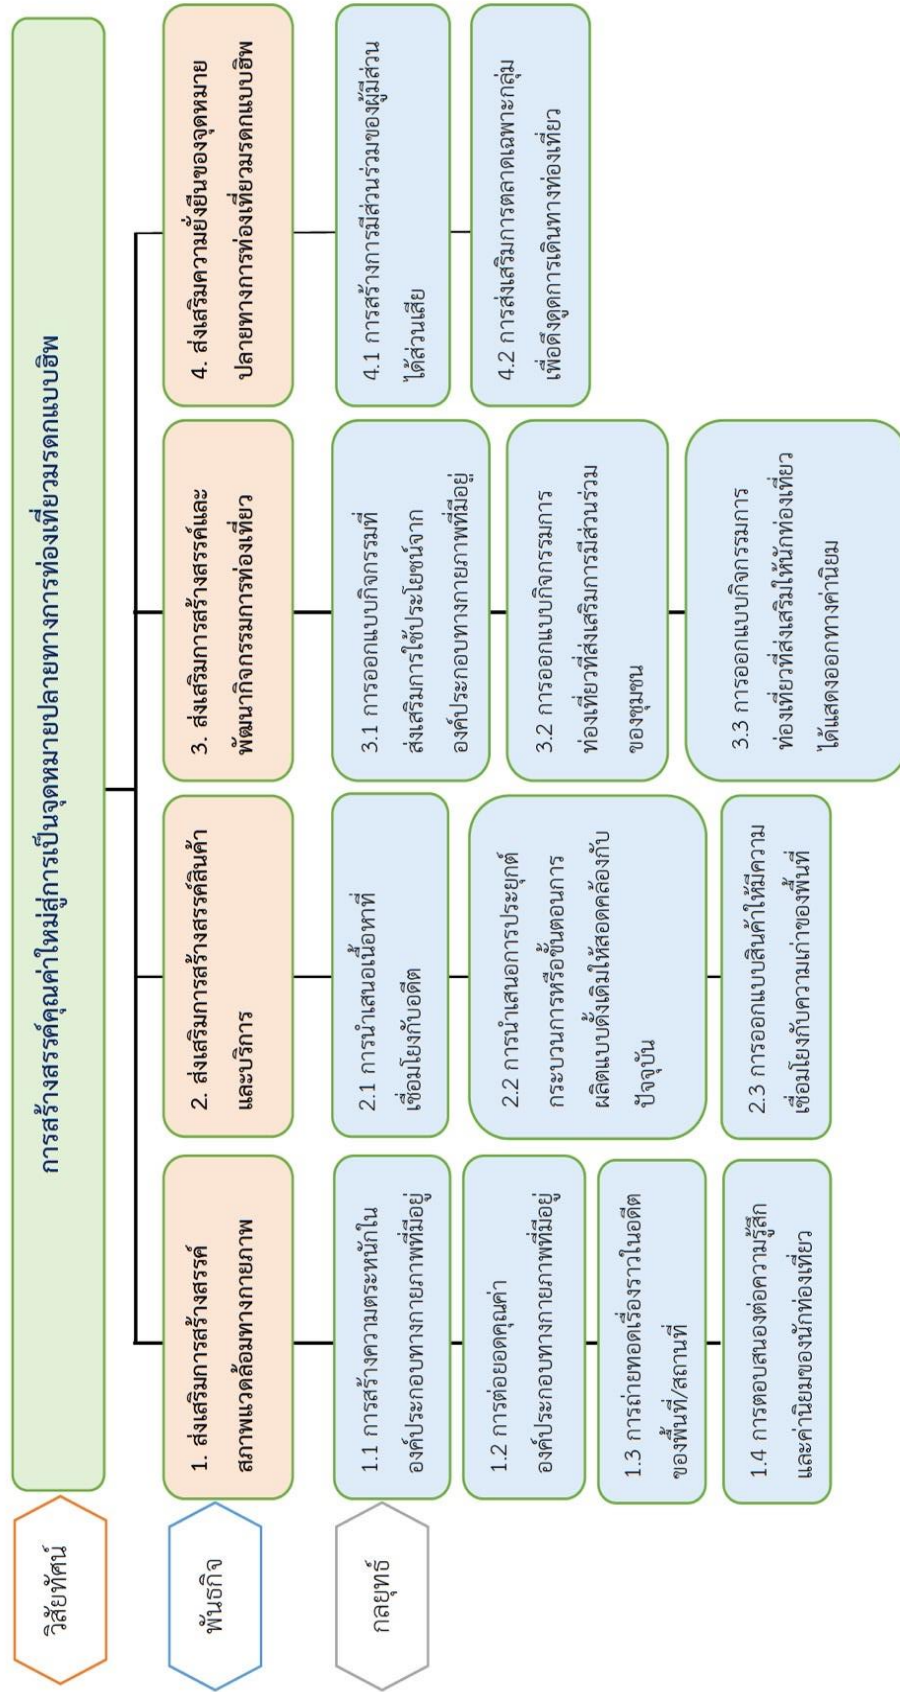 วิสัยทัศน์
การสร้างสรรค์คุณค่าใหม่สู่การเป็นจุดหมายปลายทางการท่องเที่ยวมรดกแบบฮิพ
พันธกิจ
1. ส่งเสริมการสร้างสรรค์
สภาพแวดล้อมทางกายภาพ
2. ส่งเสริมการสร้างสรรค์สินค้า
และบริการ
3. ส่งเสริมการสร้างสรรค์และ
พัฒนากิจกรรมการท่องเที่ยว
4. ส่งเสริมความยั่งยืนของจุดหมาย
ปลายทางการท่องเที่ยวมรดกแบบฮิพ
กลยุทธ์
1.1 การสร้างความตระหนักใน
องค์ประกอบทางกายภาพที่มีอยู่
1.2 การต่อยอดคุณค่า
องค์ประกอบทางกายภาพที่มีอยู่
1.3 การถ่ายทอดเรื่องราวในอดีต
ของพื้นที่/สถานที่
1.4 การตอบสนองต่อความรู้สึก
และค่านิยมของนักท่องเที่ยว
2.1 การนำเสนอเนื้อหาที่
เชื่อมโยงกับอดีต
2.2 การนำเสนอการประยุกต์
กระบวนการหรือขั้นตอนการ
ผลิตแบบดั้งเดิมให้สอดคล้องกับ
ปัจจุบัน
2.3 การออกแบบสินค้าให้มีความ
เชื่อมโยงกับความเก่าของพื้นที่
3.1 การออกแบบกิจกรรมที่
ส่งเสริมการใช้ประโยชน์จาก
องค์ประกอบทางกายภาพที่มีอยู่
3.2 การออกแบบกิจกรรมการ
ท่องเที่ยวที่ส่งเสริมการมีส่วนร่วม
ของชุมชน
3.3 การออกแบบกิจกรรมการ
ท่องเที่ยวที่ส่งเสริมให้นักท่องเที่ยว
ได้แสดงออกทางค่านิยม
4.1 การสร้างการมีส่วนร่วมของผู้มีส่วน
ได้ส่วนเสีย
4.2 การส่งเสริมการตลาดเฉพาะกลุ่ม
เพื่อดึงดูดการเดินทางท่องเที่ยว